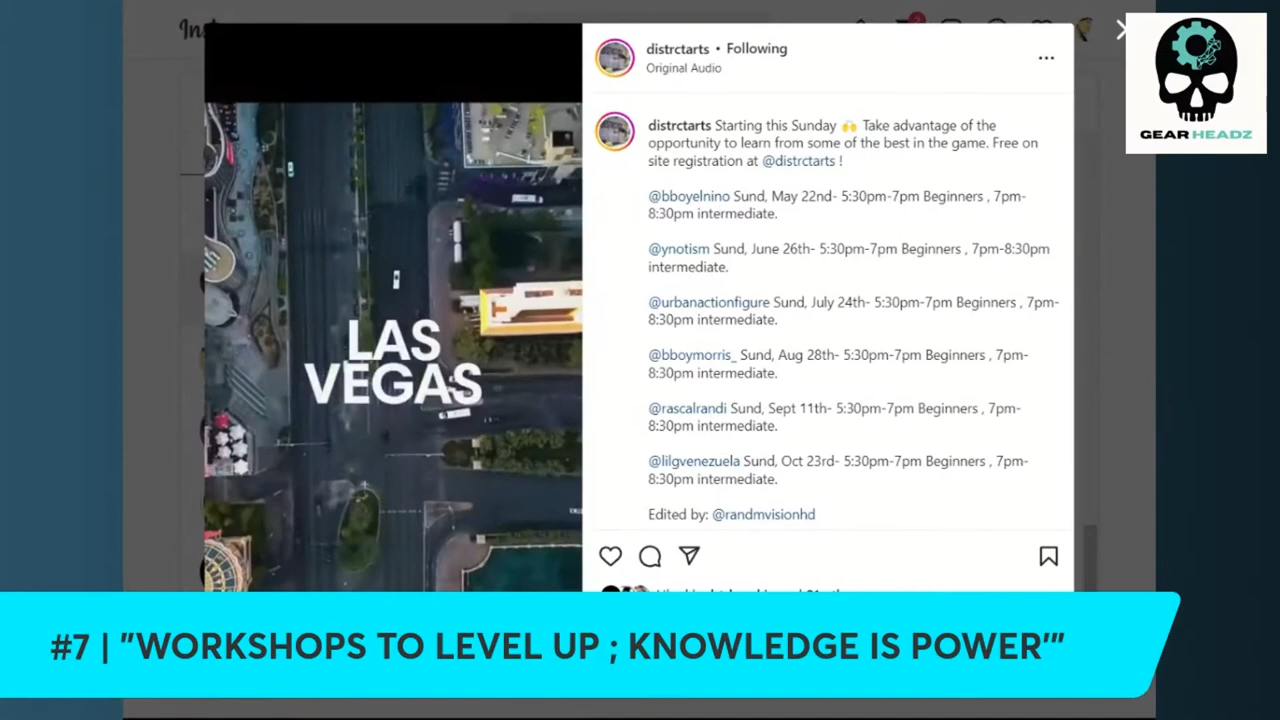 distrctarts • Following
Original Audio
distrctarts Starting this Sunday 🙌 Take advantage of the
opportunity to learn from some of the best in the game. Free on
site registration at @distrctarts !
@bboyelnino Sund, May 22nd- 5:30pm-7pm Beginners , 7pm-
8:30pm intermediate.
@ynotism Sund, June 26th- 5:30pm-7pm Beginners , 7pm-8:30pm
intermediate.
@urbanactionfigure Sund, July 24th- 5:30pm-7pm Beginners , 7pm-
8:30pm intermediate.
@bboymorris_ Sund, Aug 28th- 5:30pm-7pm Beginners , 7pm-
8:30pm intermediate.
@rascalrandi Sund, Sept 11th- 5:30pm-7pm Beginners , 7pm-
8:30pm intermediate.
@lilgvenezuela Sund, Oct 23rd- 5:30pm-7pm Beginners , 7pm-
8:30pm intermediate.
Edited by: @randmvisionhd
LAS
VEGAS
GEAR HEADZ
#7 | "WORKSHOPS TO LEVEL UP ; KNOWLEDGE IS POWER'"